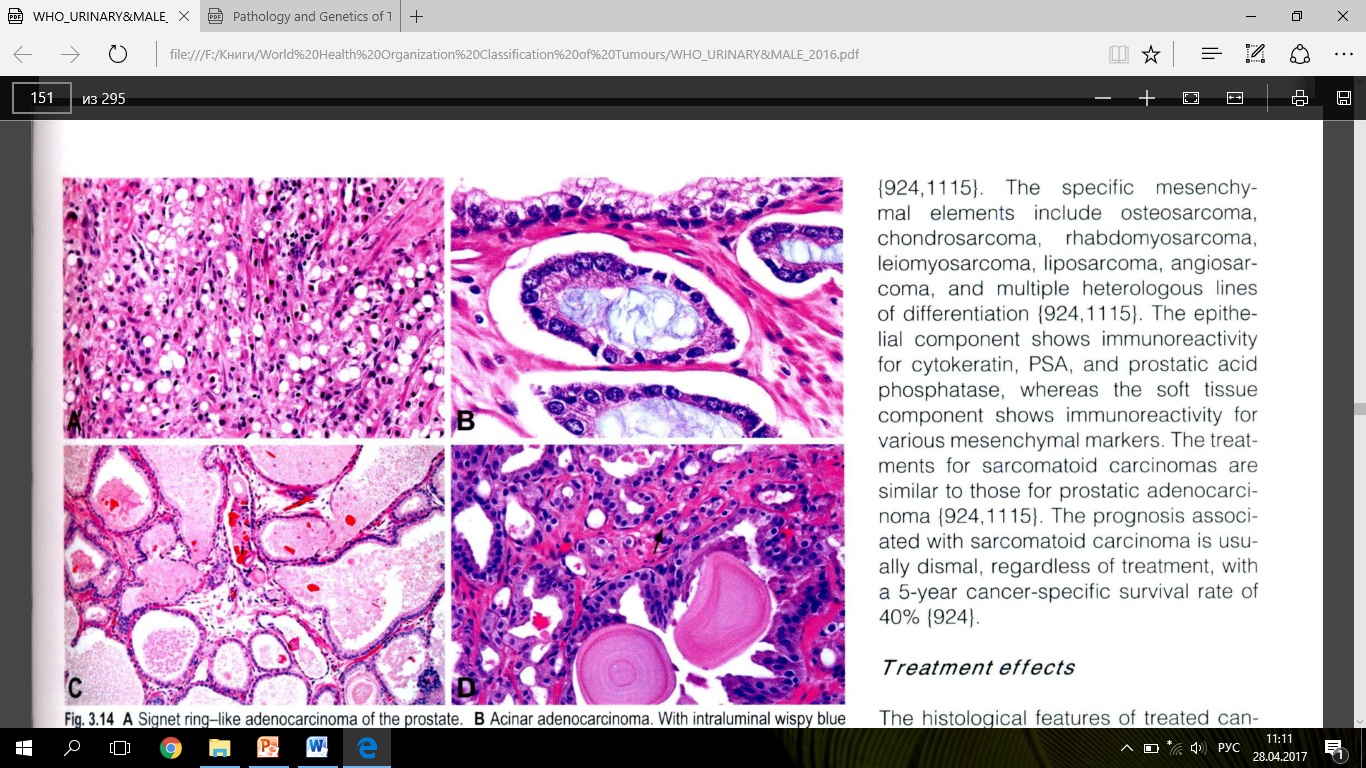 WHO_URINARY&MALE_
Pathology and Genetics of T
file:///F:/Книги/World%20Health%20Organization%20Classification%20of%20Tumours/WHO_URINARY&MALE_2016.pdf
151 из 295
A
B
C
D
Fig. 3.14 A Signet ring–like adenocarcinoma of the prostate. B Acinar adenocarcinoma. With intraluminal wispy blue
{924,1115}. The specific mesenchy-
mal elements include osteosarcoma,
chondrosarcoma, rhabdomyosarcoma,
leiomyosarcoma, liposarcoma, angiosar-
coma, and multiple heterologous lines
of differentiation {924,1115}. The epithe-
lial component shows immunoreactivity
for cytokeratin, PSA, and prostatic acid
phosphatase, whereas the soft tissue
component shows immunoreactivity for
various mesenchymal markers. The treat-
ments for sarcomatoid carcinomas are
similar to those for prostatic adenocarci-
noma {924,1115}. The prognosis associ-
ated with sarcomatoid carcinoma is usu-
ally dismal, regardless of treatment, with
a 5-year cancer-specific survival rate of
40% {924}.
Treatment effects
The histological features of treated can-
РУС
11:11
28.04.2017
1